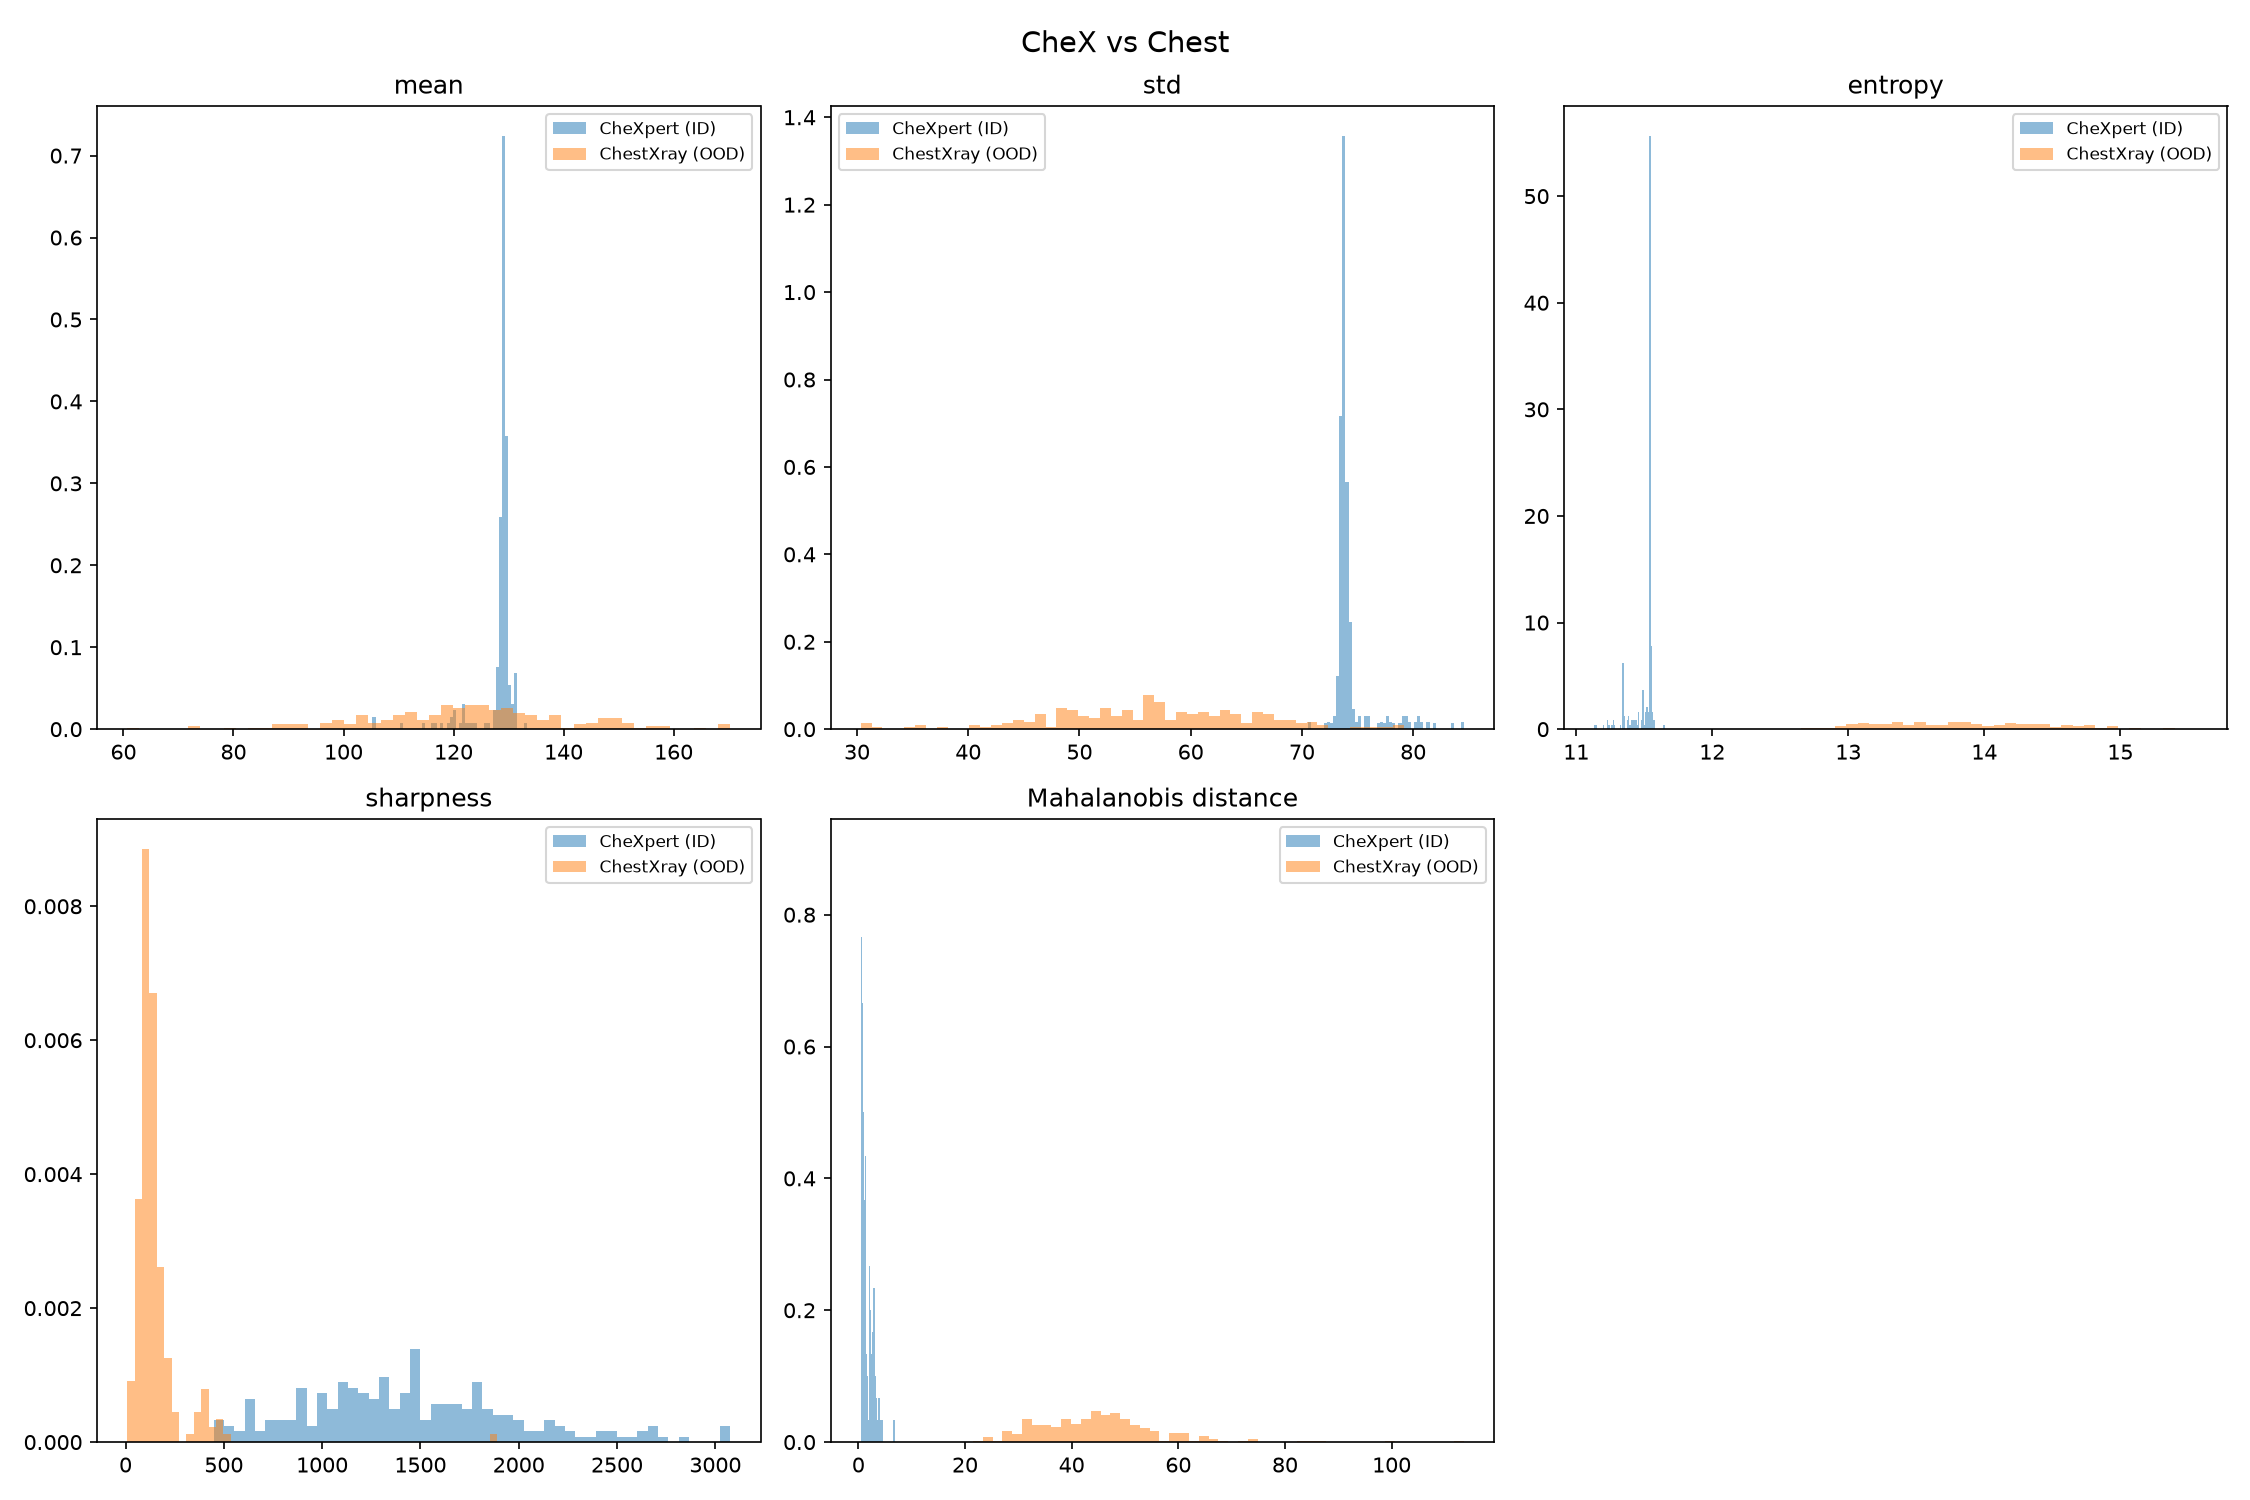 CheX vs Chest
mean
CheXpert (ID)
ChestXray (OOD)
0.7
0.6
0.5
0.4
0.3
0.2
0.1
0.0
60 80 100 120 140 160
std
CheXpert (ID)
ChestXray (OOD)
1.4
1.2
1.0
0.8
0.6
0.4
0.2
0.0
30 40 50 60 70 80
entropy
CheXpert (ID)
ChestXray (OOD)
50
40
30
20
10
0
11 12 13 14 15
sharpness
CheXpert (ID)
ChestXray (OOD)
0.008
0.006
0.004
0.002
0.000
0 500 1000 1500 2000 2500 3000
Mahalanobis distance
CheXpert (ID)
ChestXray (OOD)
0.8
0.6
0.4
0.2
0.0
0 20 40 60 80 100